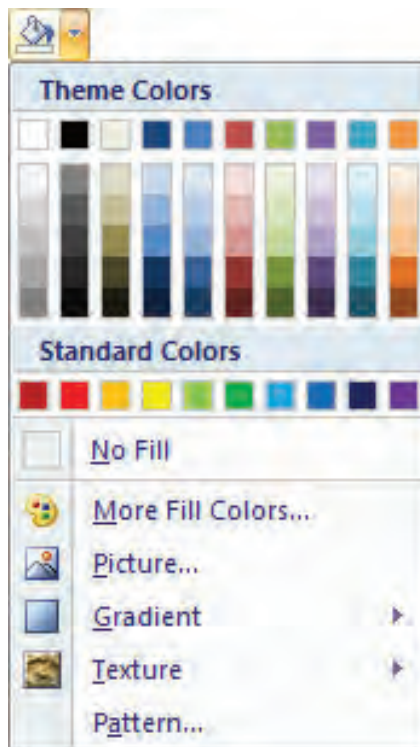 Theme Colors
Standard Colors
No Fill
More Fill Colors...
Picture...
Gradient
Texture
Pattern...